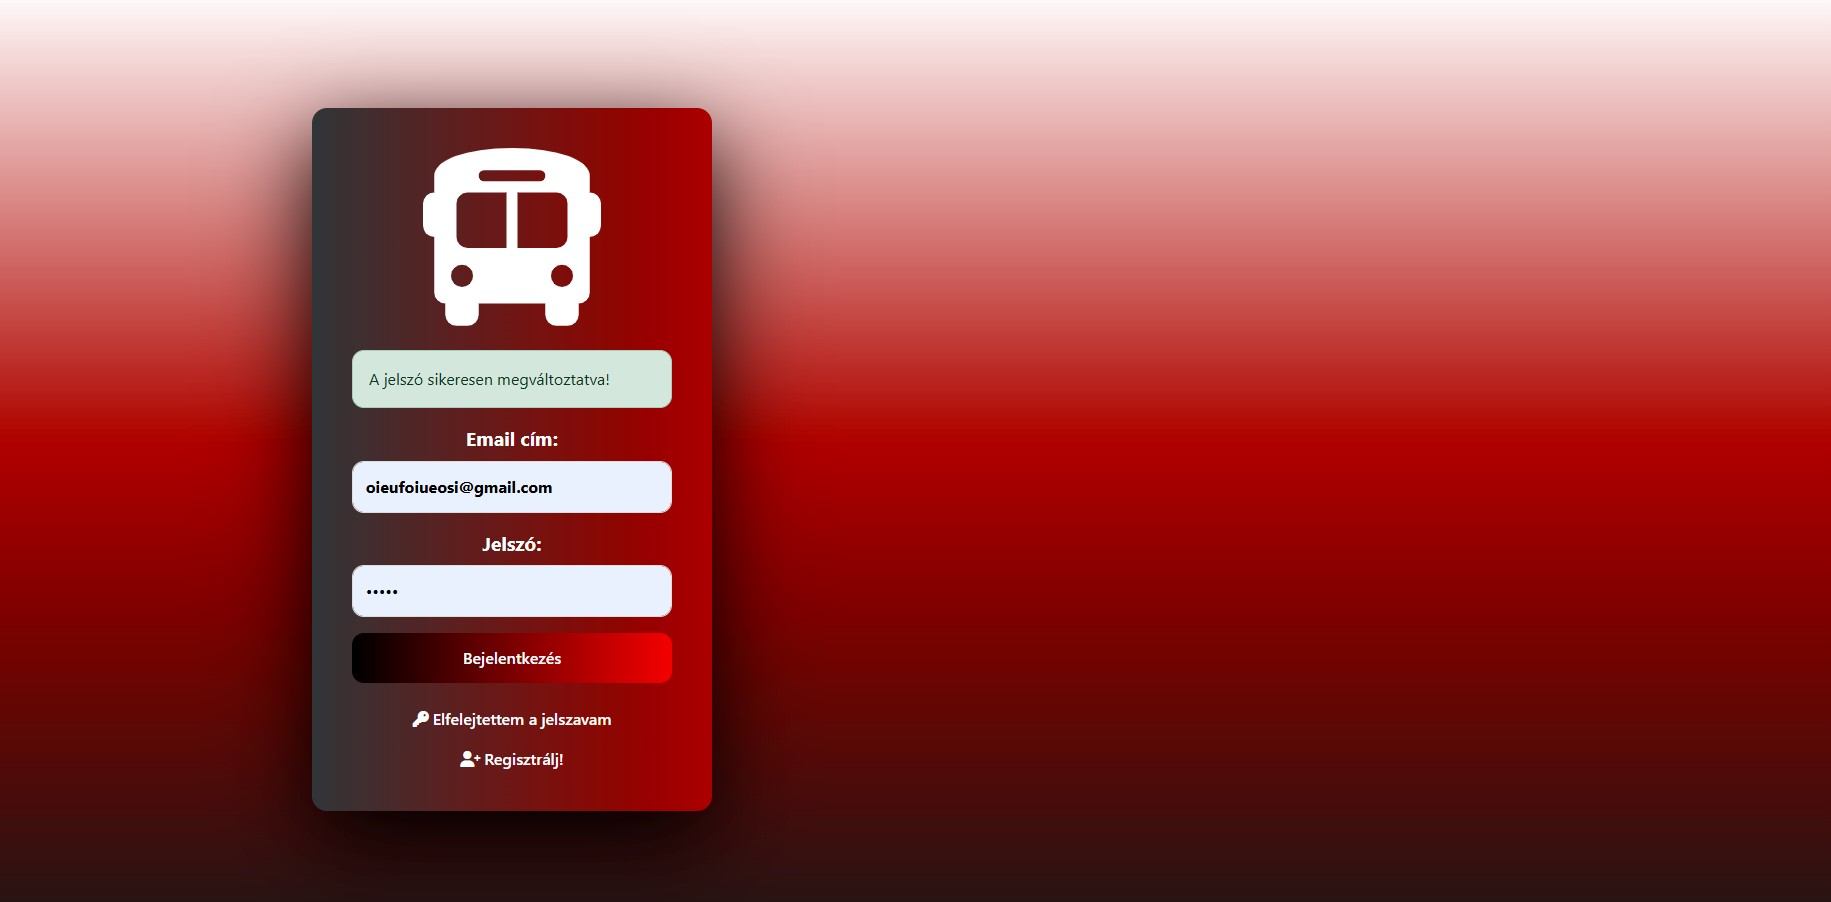 A jelszó sikeresen megváltoztatva!
Email cím:
oieufoiueosi@gmail.com
Jelszó:
•••••
Bejelentkezés
Elfelejtettem a jelszavam
Regisztrálj!